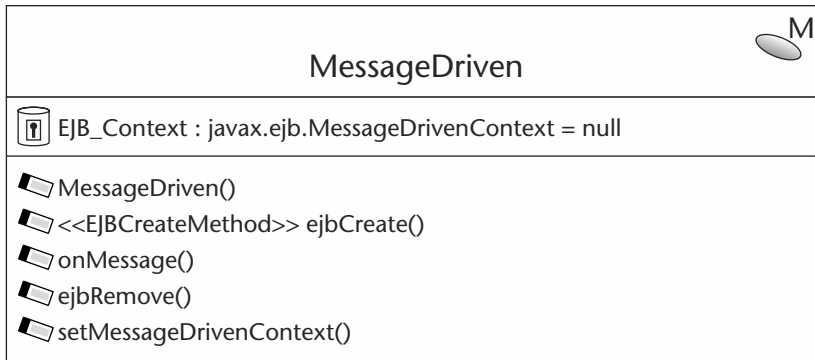 M
MessageDriven
EJB_Context : javax.ejb.MessageDrivenContext = null
MessageDriven()
<<EJBCreateMethod>> ejbCreate()
onMessage()
ejbRemove()
setMessageDrivenContext()